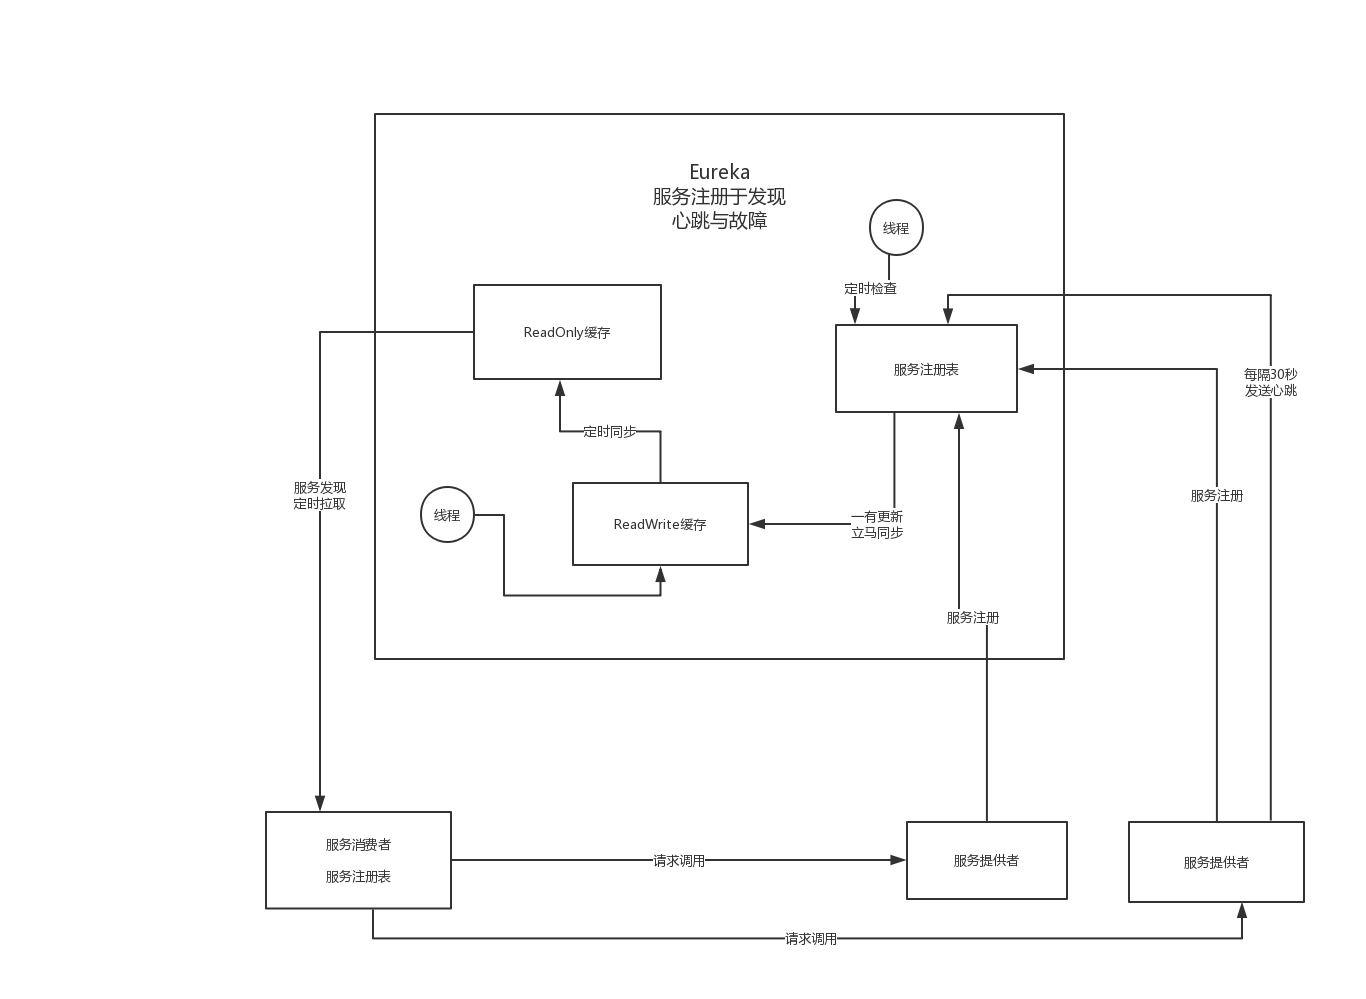 Eureka
服务注册于发现
心跳与故障
线程
定时检查
ReadOnly缓存
服务注册表
每隔30秒
发送心跳
定时同步
服务发现
定时拉取
线程
ReadWrite缓存
一有更新
立马同步
服务注册
服务注册
服务消费者
服务注册表
请求调用
服务提供者
服务提供者
请求调用